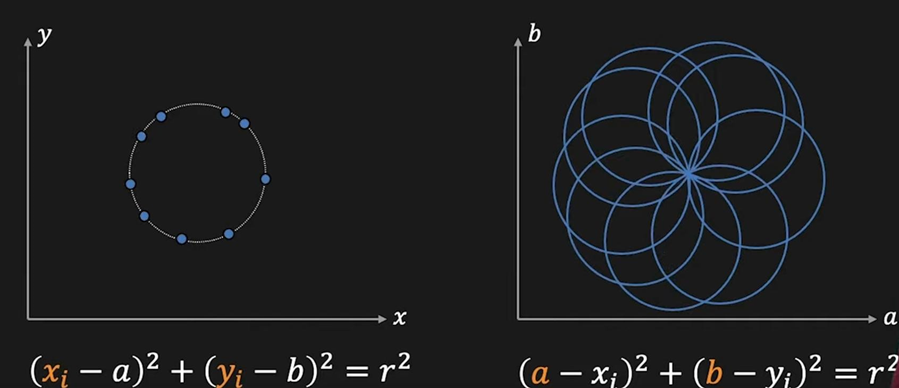 y
b
x
a
(xᵢ − a)² + (yᵢ − b)² = r²
(a − xᵢ)² + (b − yᵢ)² = r²